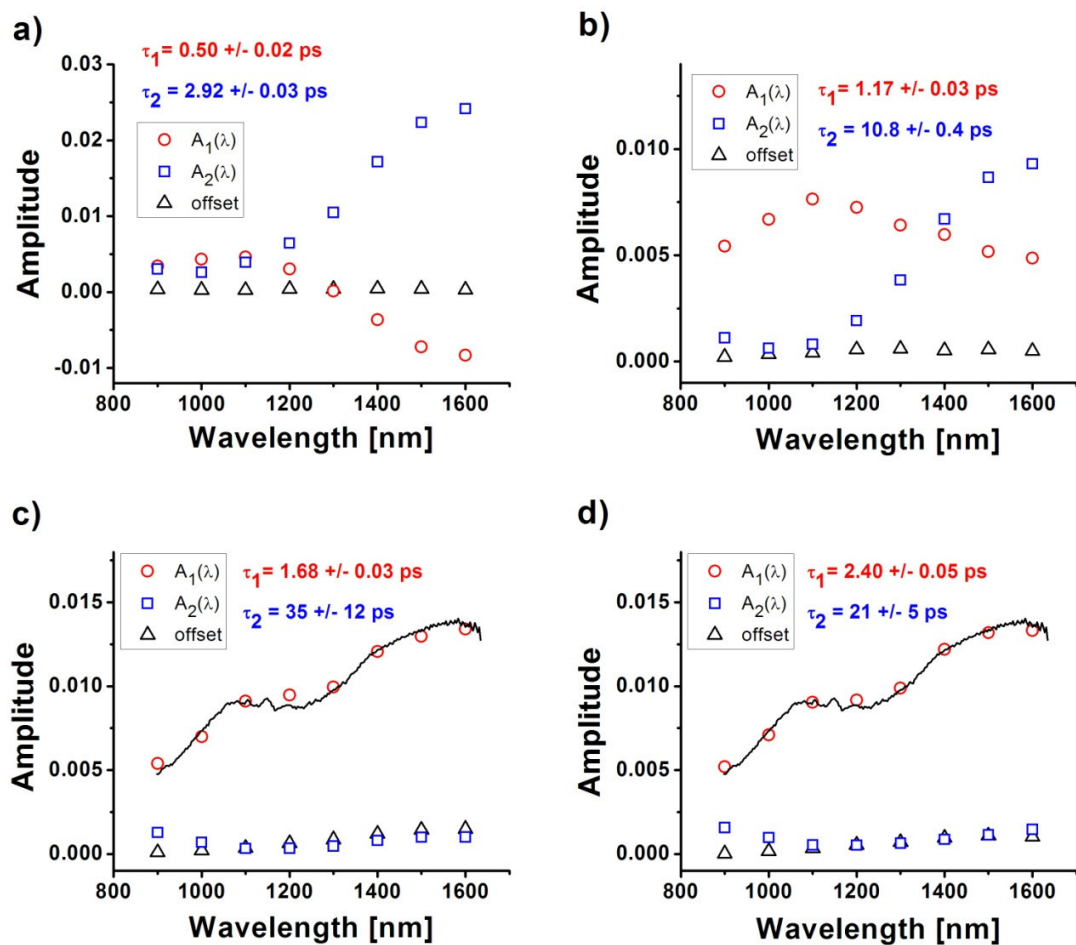 a)
τ1= 0.50 +/- 0.02 ps
τ2 = 2.92 +/- 0.03 ps
A1(λ)
A2(λ)
offset
Amplitude
0.03
0.02
0.01
0.00
-0.01
800 1000 1200 1400 1600
Wavelength [nm]
b)
τ1= 1.17 +/- 0.03 ps
τ2 = 10.8 +/- 0.4 ps
A1(λ)
A2(λ)
offset
Amplitude
0.010
0.005
0.000
800 1000 1200 1400 1600
Wavelength [nm]
c)
τ1= 1.68 +/- 0.03 ps
τ2 = 35 +/- 12 ps
A1(λ)
A2(λ)
offset
Amplitude
0.015
0.010
0.005
0.000
800 1000 1200 1400 1600
Wavelength [nm]
d)
τ1= 2.40 +/- 0.05 ps
τ2 = 21 +/- 5 ps
A1(λ)
A2(λ)
offset
Amplitude
0.015
0.010
0.005
0.000
800 1000 1200 1400 1600
Wavelength [nm]